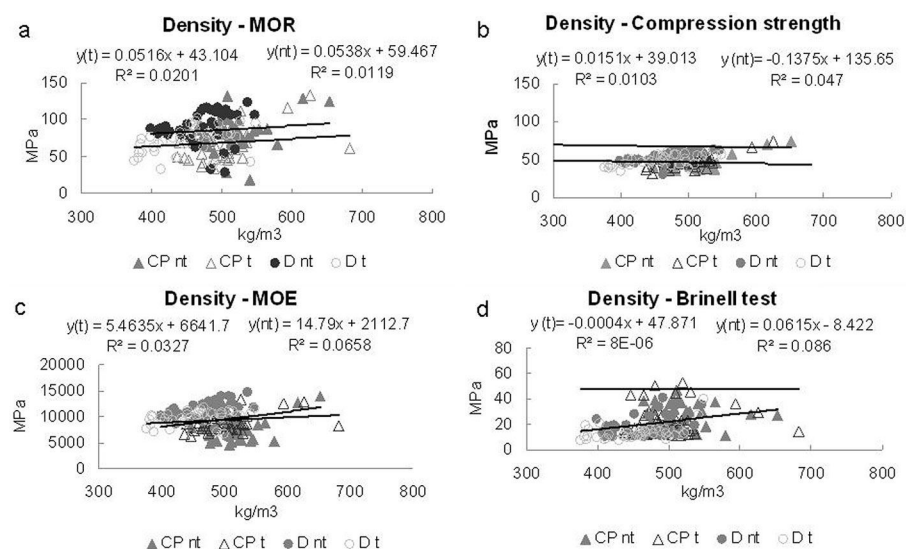 a
Density - MOR
y(t) = 0.0516x + 43.104 y(nt) = 0.0538x + 59.467
R² = 0.0201 R² = 0.0119
150
100
50
0
MPa
300 400 500 600 700 800
kg/m3
CP nt CP t D nt D t
b
Density - Compression strength
y(t) = 0.0151x + 39.013 y(nt)= -0.1375x + 135.65
R² = 0.0103 R² = 0.047
150
100
50
0
MPa
300 400 500 600 700 800
kg/m3
CP nt CP t D nt D t
c
Density - MOE
y(t) = 5.4635x + 6641.7 y(nt) = 14.79x + 2112.7
R² = 0.0327 R² = 0.0658
20000
15000
10000
5000
0
MPa
300 400 500 600 700 800
kg/m3
CP nt CP t D nt D t
d
Density - Brinell test
y (t)= -0.0004x + 47.871 y(nt)= 0.0615x - 8.422
R² = 8E-06 R² = 0.086
60
40
20
0
MPa
300 400 500 600 700 800
kg/m3
CP nt CP t D nt D t